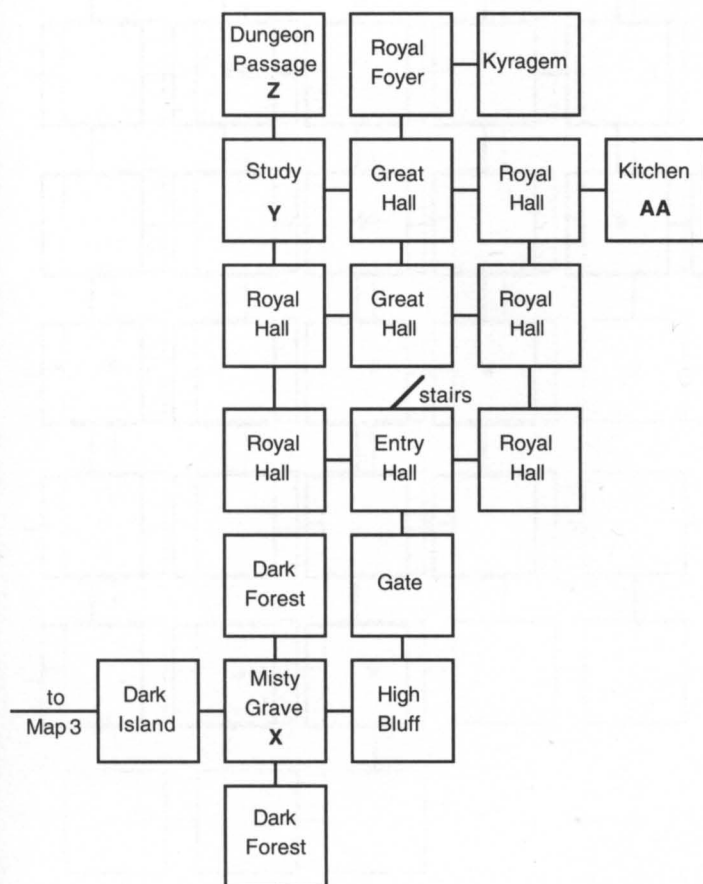 Dungeon
Passage
Z
Royal
Foyer
Kyragem
Study
Y
Great
Hall
Royal
Hall
Kitchen
AA
Royal
Hall
Great
Hall
Royal
Hall
stairs
Royal
Hall
Entry
Hall
Royal
Hall
Dark
Forest
Gate
to
Map 3
Dark
Island
Misty
Grave
X
High
Bluff
Dark
Forest